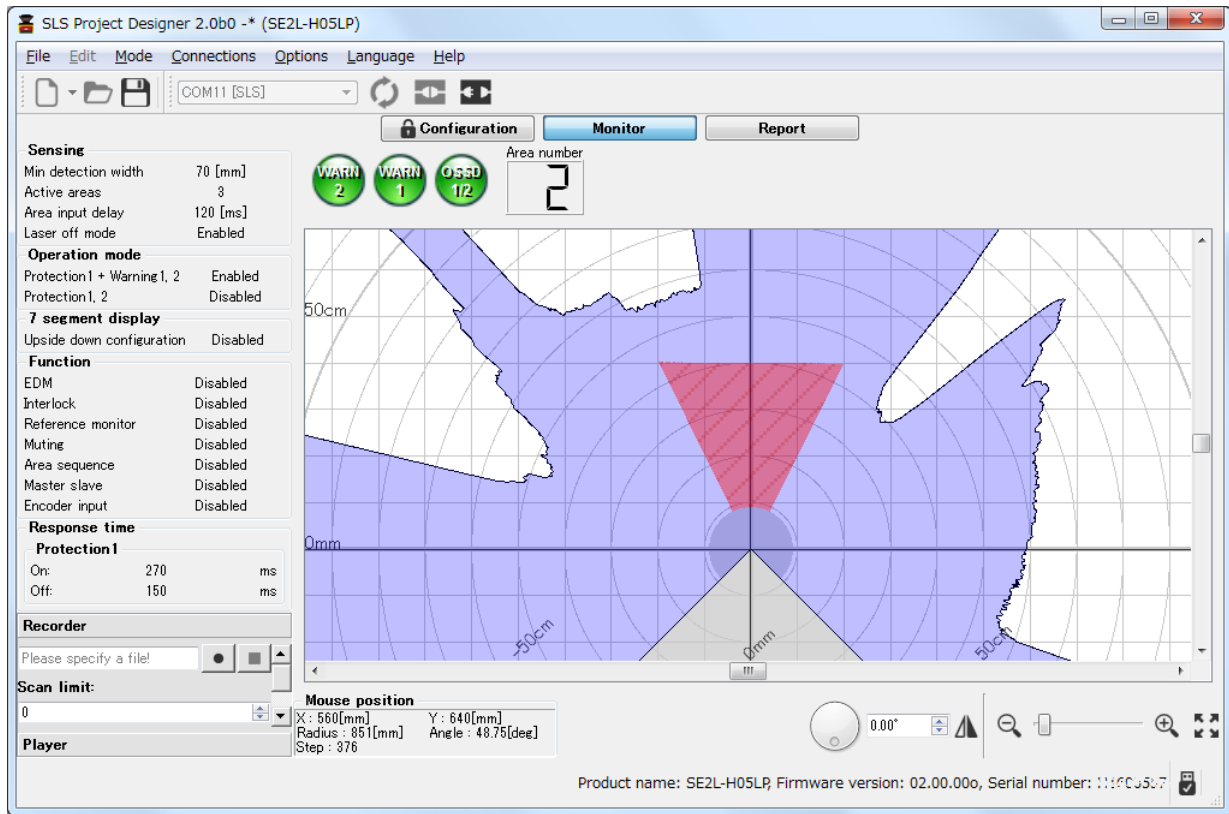 SLS Project Designer 2.0b0 -* (SE2L-H05LP)
File Edit Mode Connections Options Language Help
COM11 [SLS]
Configuration Monitor Report
Sensing
Min detection width 70 [mm]
Active areas 3
Area input delay 120 [ms]
Laser off mode Enabled
Operation mode
Protection1 + Warning1, 2 Enabled
Protection1, 2 Disabled
7 segment display
Upside down configuration Disabled
Function
EDM Disabled
Interlock Disabled
Reference monitor Disabled
Muting Disabled
Area sequence Disabled
Master slave Disabled
Encoder input Disabled
Response time
Protection1
On: 270 ms
Off: 150 ms
Recorder
Please specify a file!
Scan limit:
0
Player
WARN 2
WARN 1
OSSD 1/2
Area number
2
50cm
0mm
-50cm
0mm
50cm
Mouse position
X : 560[mm] Y : 640[mm]
Radius : 851[mm] Angle : 48.75[deg]
Step : 376
0.00°
Product name: SE2L-H05LP, Firmware version: 02.00.00o, Serial number: